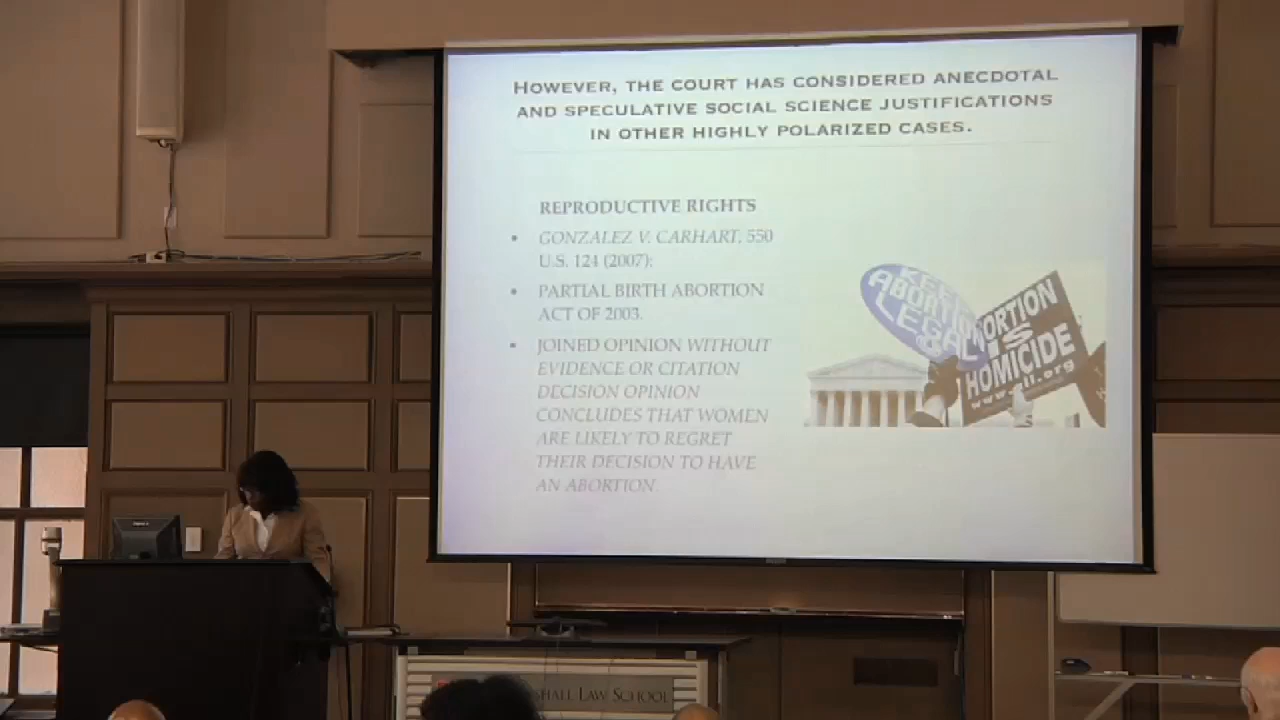 HOWEVER, THE COURT HAS CONSIDERED ANECDOTAL
AND SPECULATIVE SOCIAL SCIENCE JUSTIFICATIONS
IN OTHER HIGHLY POLARIZED CASES.
REPRODUCTIVE RIGHTS
• GONZALEZ V. CARHART, 550
U.S. 124 (2007);
• PARTIAL BIRTH ABORTION
ACT OF 2003.
• JOINED OPINION WITHOUT
EVIDENCE OR CITATION
DECISION OPINION
CONCLUDES THAT WOMEN
ARE LIKELY TO REGRET
THEIR DECISION TO HAVE
AN ABORTION.
KEEP
ABORTION
LEGAL
ABORTION
IS
HOMICIDE
LAW SCHOOL